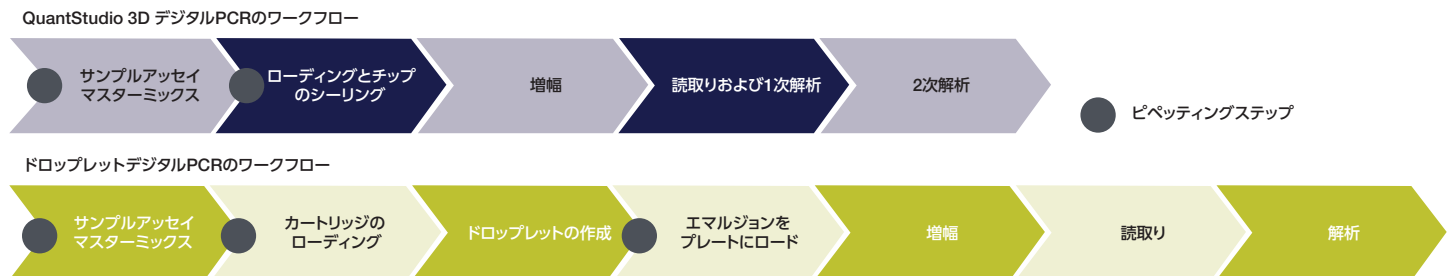 QuantStudio 3D デジタルPCRのワークフロー
サンプルアッセイ
マスターミックス
ローディングとチップ
のシーリング
増幅
読取りおよび1次解析
2次解析
ピペッティングステップ
ドロップレットデジタルPCRのワークフロー
サンプルアッセイ
マスターミックス
カートリッジの
ローディング
ドロップレットの作成
エマルジョンを
プレートにロード
増幅
読取り
解析